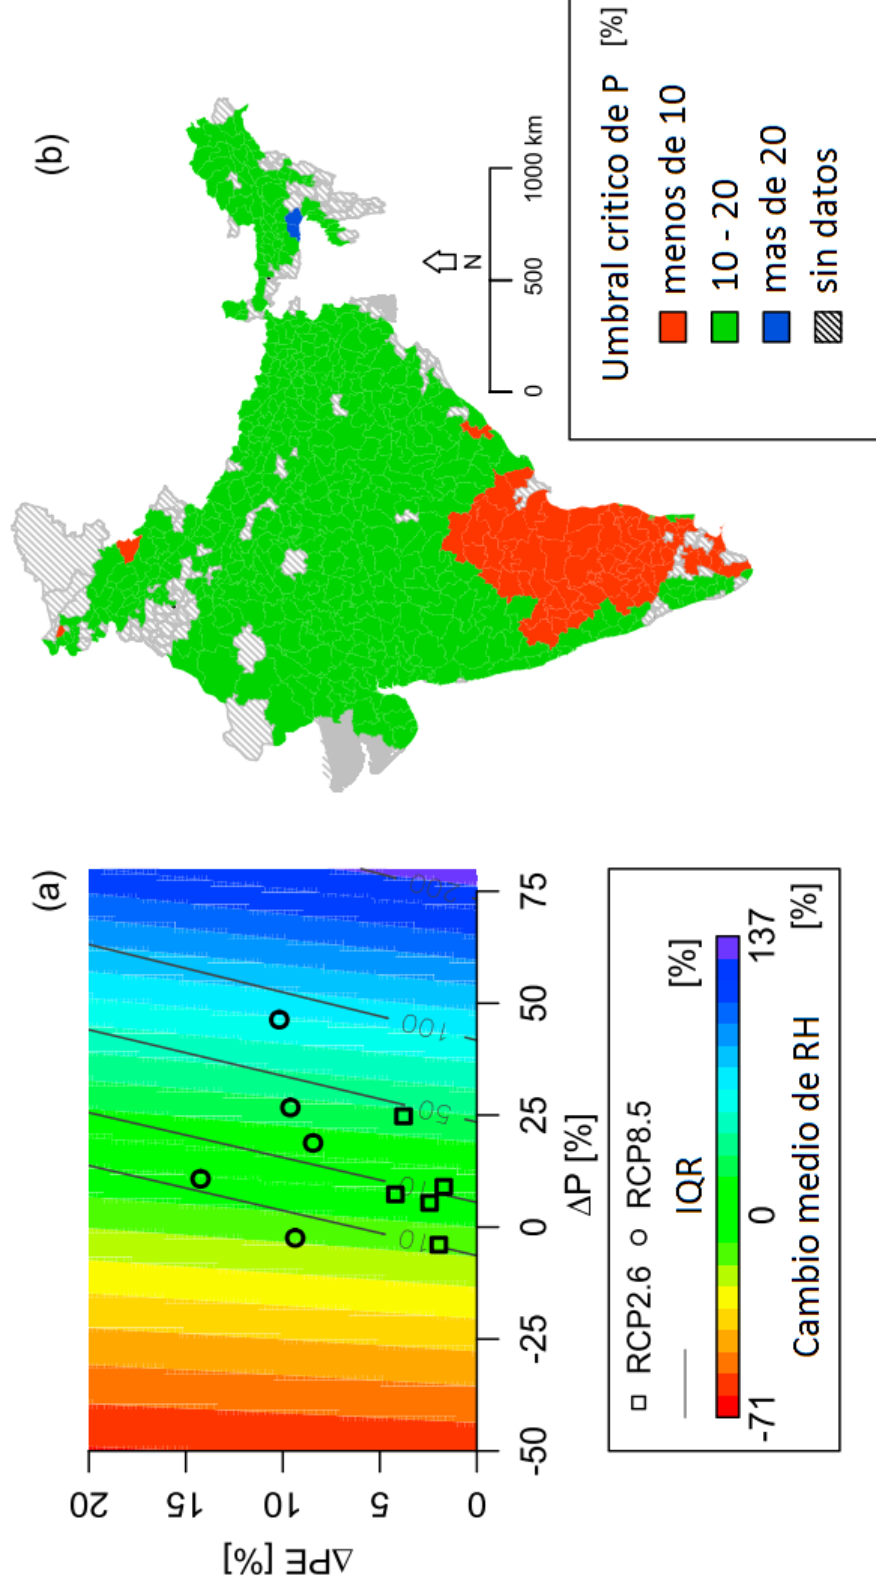 (a)
20
15
10
5
0
ΔPE [%]
-50
-25
0
25
50
75
ΔP [%]
10
10
50
100
200
RCP2.6
RCP8.5
IQR
[%]
-71
0
137
[%]
Cambio medio de RH
(b)
N
0
500
1000 km
Umbral critico de P [%]
menos de 10
10 - 20
mas de 20
sin datos